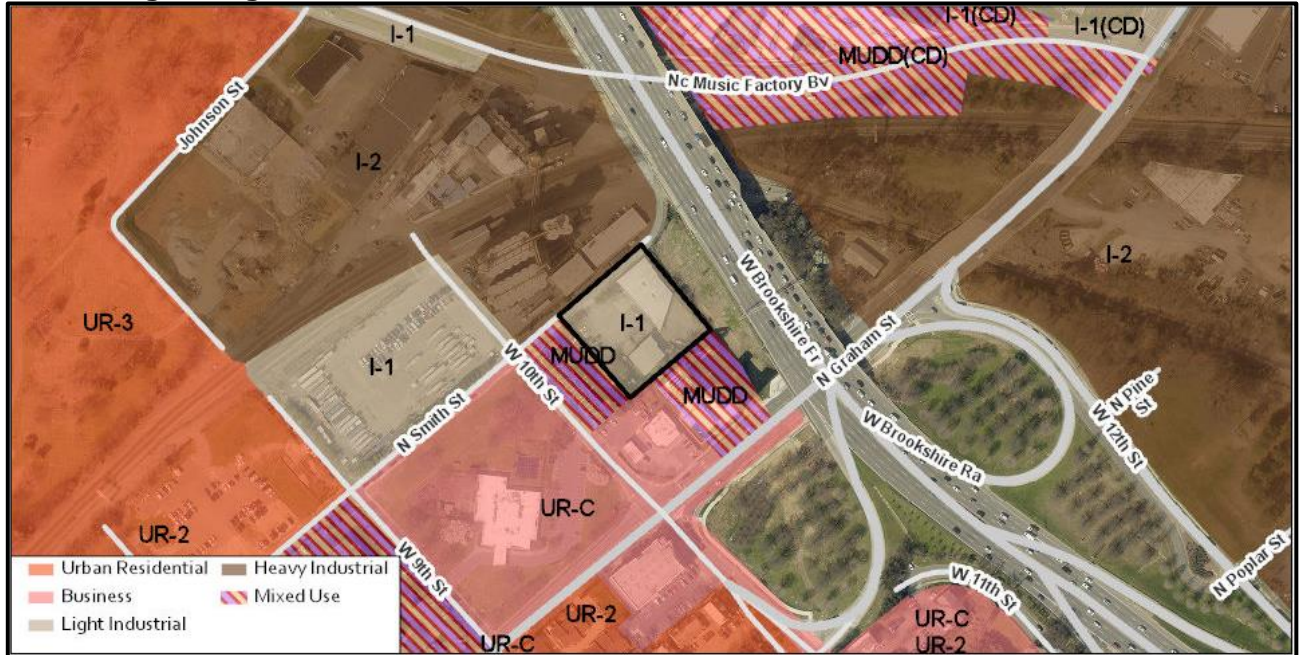 I-1
I-1(CD)
I-1(CD)
MUDD(CD)
Nc Music Factory Bv
Johnson St
I-2
I-2
UR-3
I-1
W Brookshire Fr
N Graham St
MUDD
W 10th St
I-1
MUDD
N Pine
St
W 12th St
N Smith St
W Brookshire Ra
UR-C
UR-2
W 9th St
N Poplar St
W 11th St
UR-2
UR-C
UR-C
UR-2
Urban Residential
Heavy Industrial
Business
Mixed Use
Light Industrial